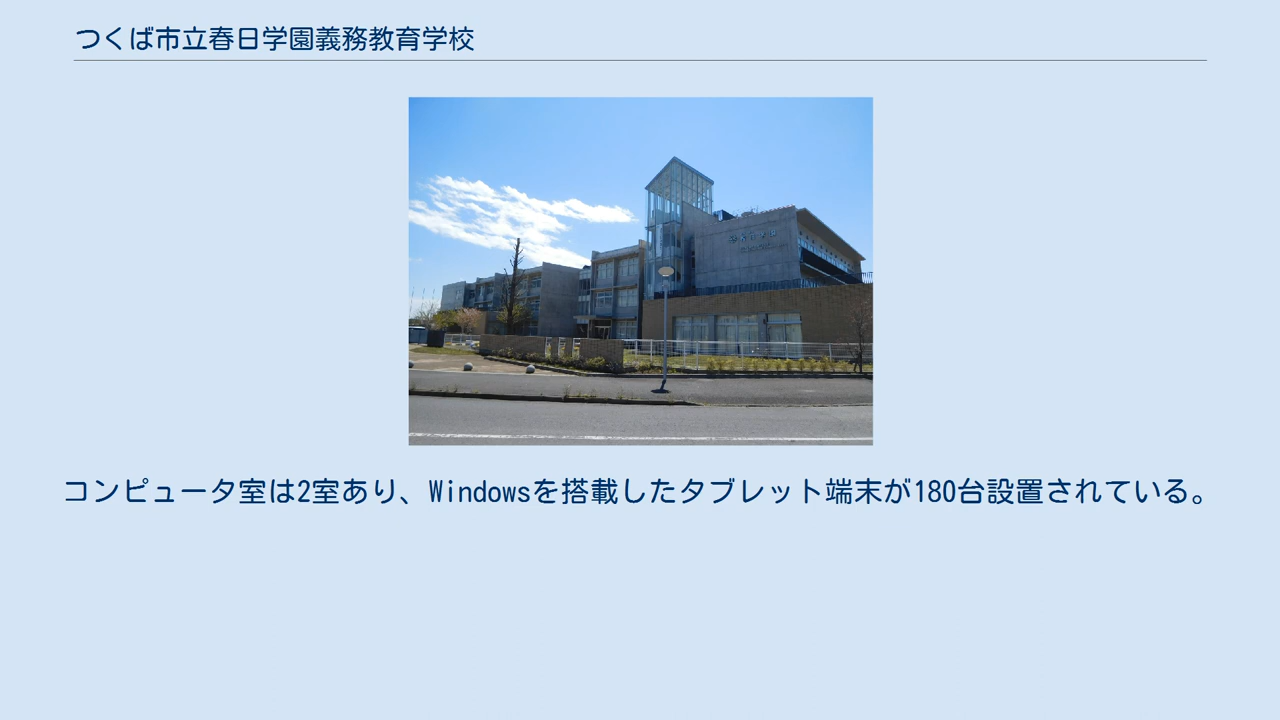 つくば市立春日学園義務教育学校
コンピュータ室は2室あり、Windowsを搭載したタブレット端末が180台設置されている。